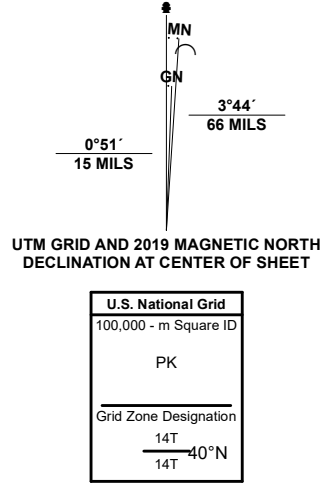 MN
GN
3°44´
66 MILS
0°51´
15 MILS
UTM GRID AND 2019 MAGNETIC NORTH
DECLINATION AT CENTER OF SHEET
U.S. National Grid
100,000 - m Square ID
PK
Grid Zone Designation
14T
40°N
14T